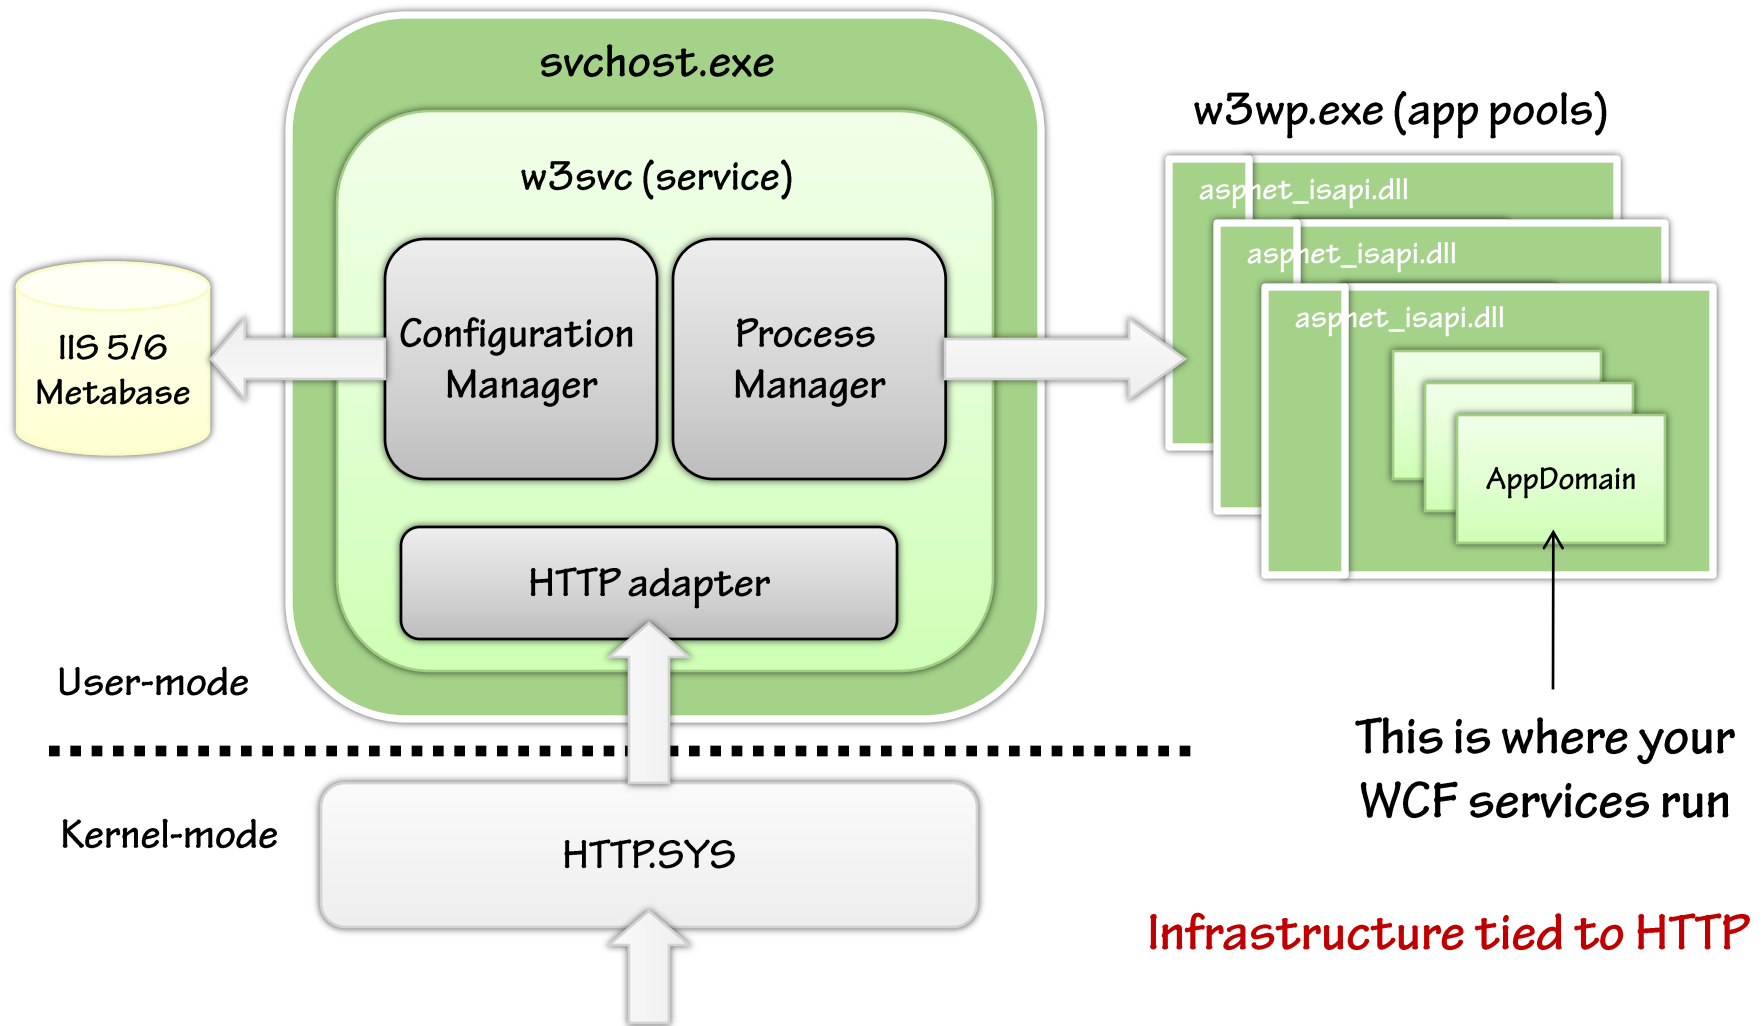 svchost.exe
w3svc (service)
Configuration
Manager
Process
Manager
HTTP adapter
IIS 5/6
Metabase
w3wp.exe (app pools)
aspnet_isapi.dll
aspnet_isapi.dll
aspnet_isapi.dll
AppDomain
This is where your
WCF services run
User-mode
Kernel-mode
HTTP.SYS
Infrastructure tied to HTTP